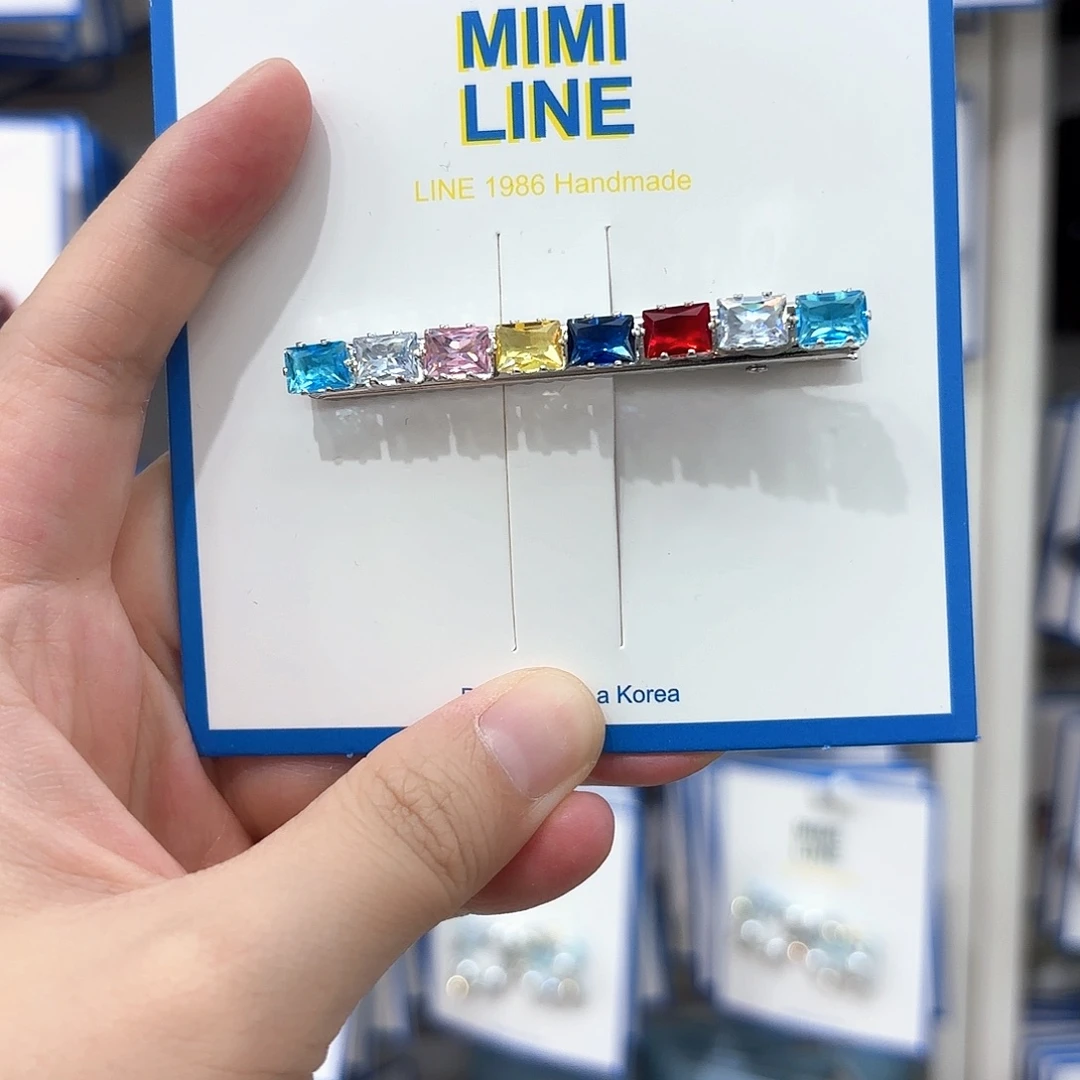 MIMI
LINE
LINE 1986 Handmade
a Korea